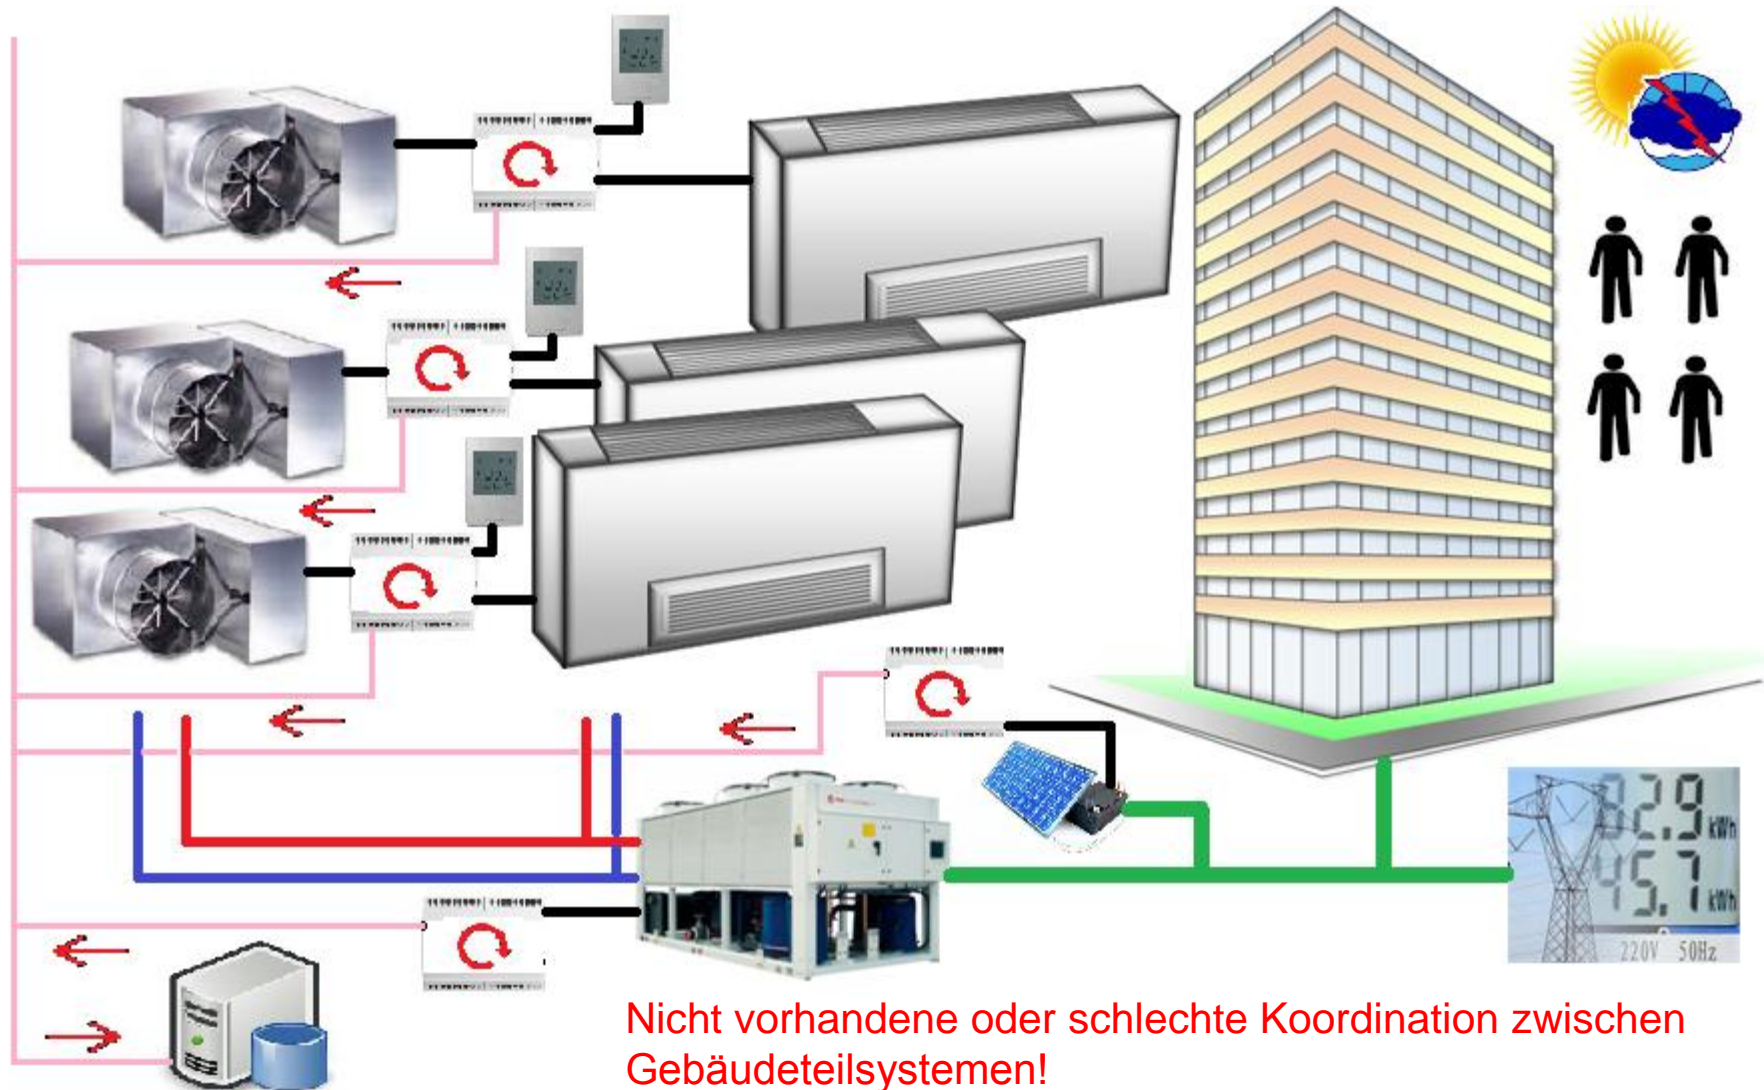 82.9 kWh
45.7 kWh
220V 50Hz
Nicht vorhandene oder schlechte Koordination zwischen
Gebäudeteilsystemen!